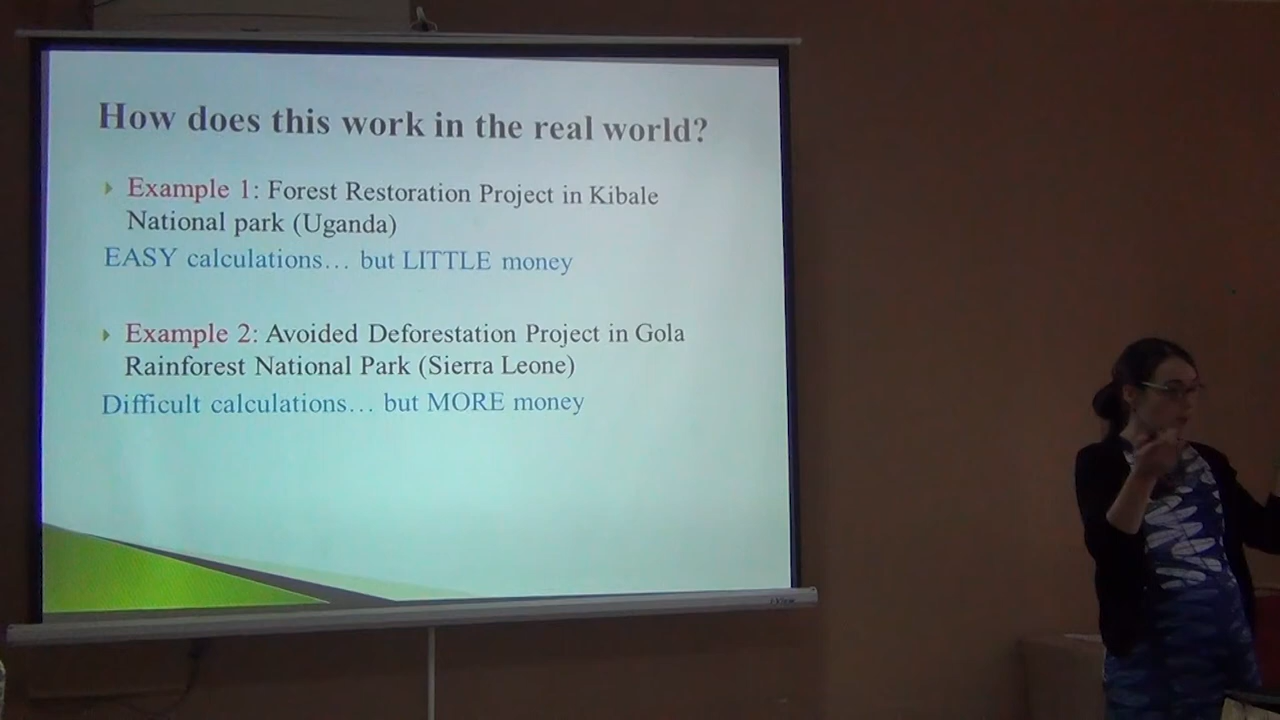 How does this work in the real world?
Example 1: Forest Restoration Project in Kibale
National park (Uganda)
EASY calculations... but LITTLE money
Example 2: Avoided Deforestation Project in Gola
Rainforest National Park (Sierra Leone)
Difficult calculations... but MORE money